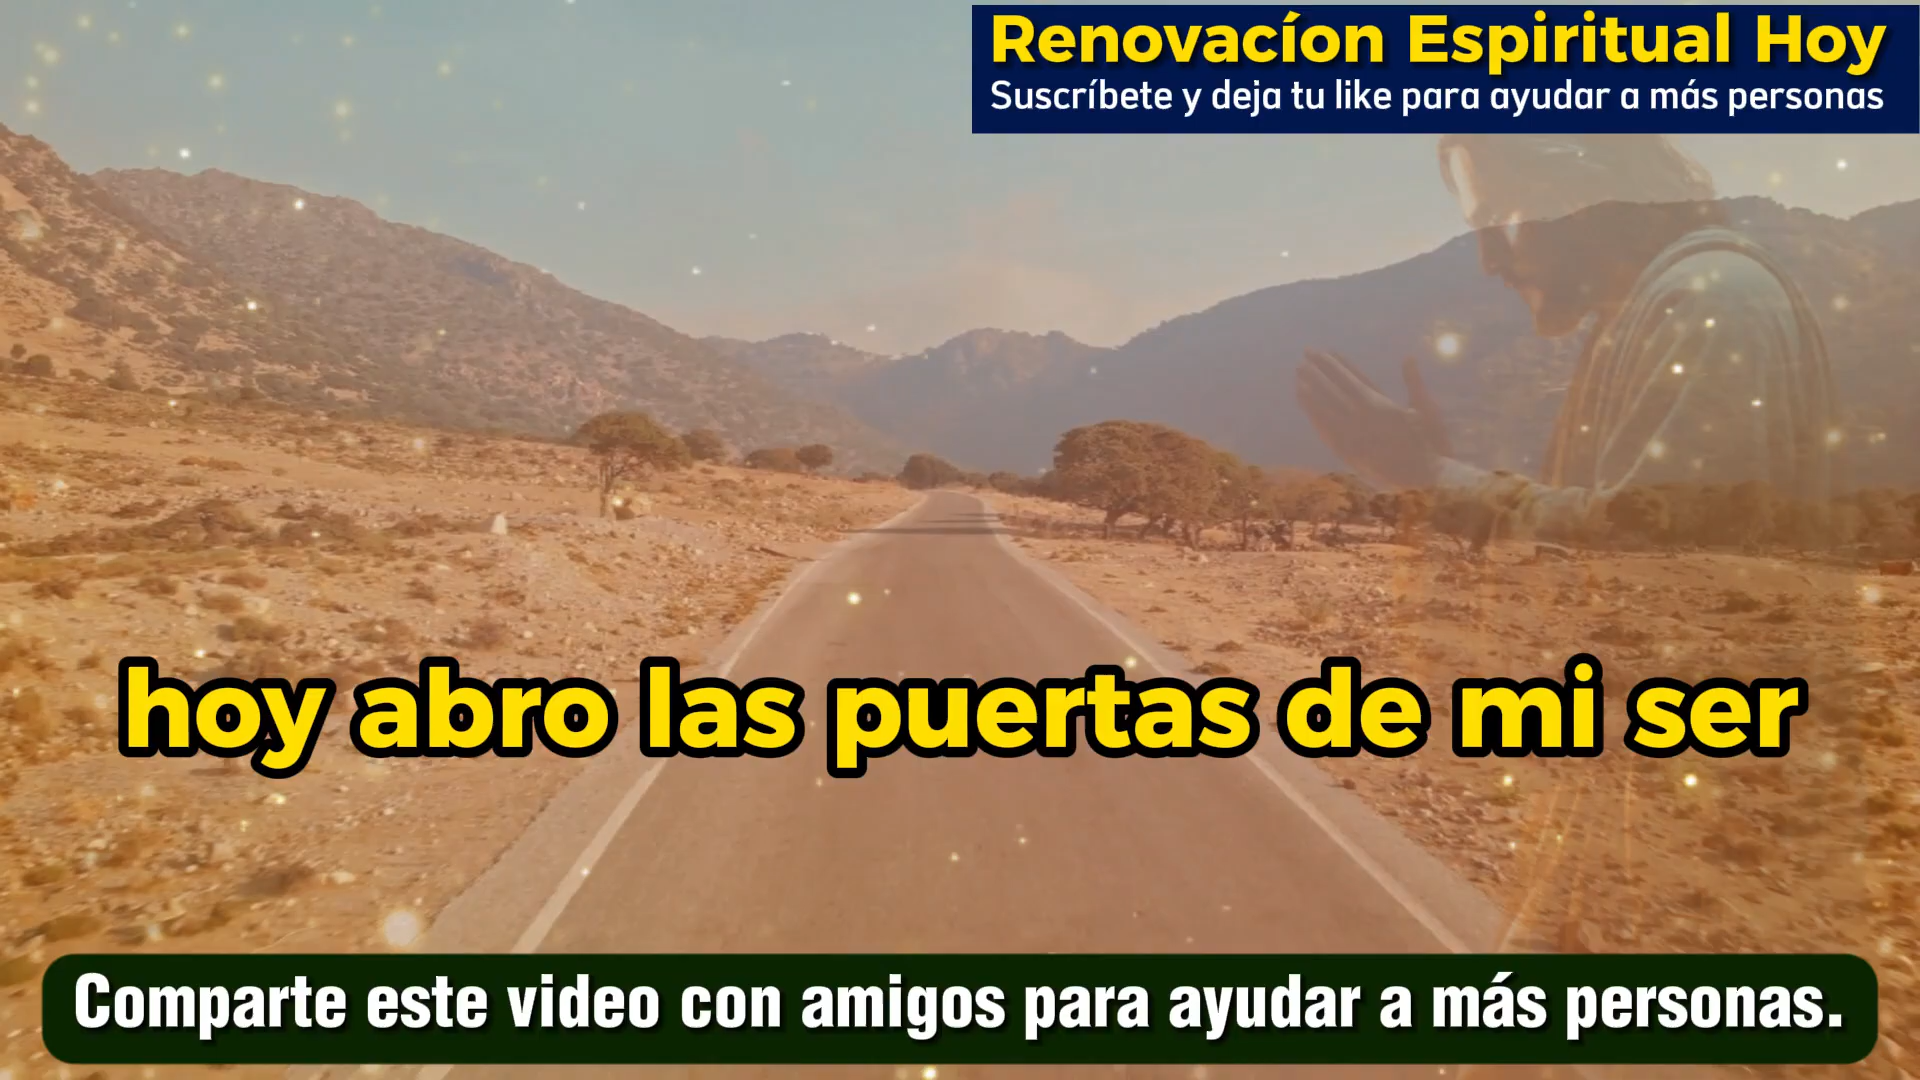 Renovacíon Espiritual Hoy
Suscríbete y deja tu like para ayudar a más personas
hoy abro las puertas de mi ser
Comparte este video con amigos para ayudar a más personas.